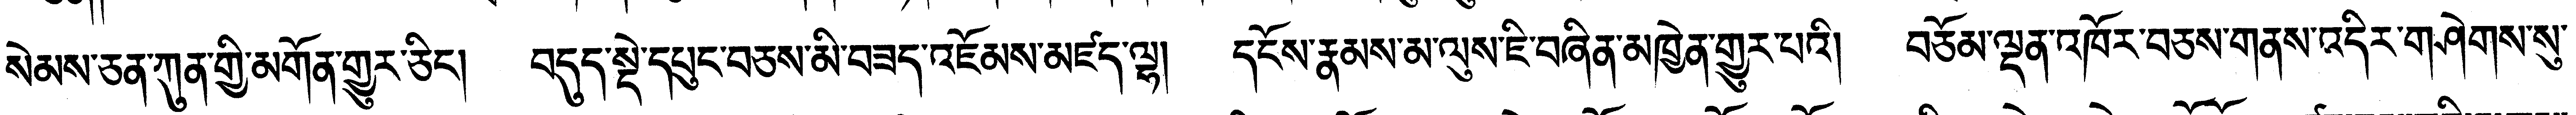 སེམས་ཅན་ཀུན་གྱི་མགོན་གྱུར་ཅིང༌། བདུད་སྡེ་དཔུང་བཅས་མི་བཟད་འཇོམས་མཛད་ལྷ། དངོས་རྣམས་མ་ལུས་ཇི་བཞིན་མཁྱེན་གྱུར་པའི། བཅོམ་ལྡན་འཁོར་བཅས་གནས་འདིར་གཤེགས་སུ་